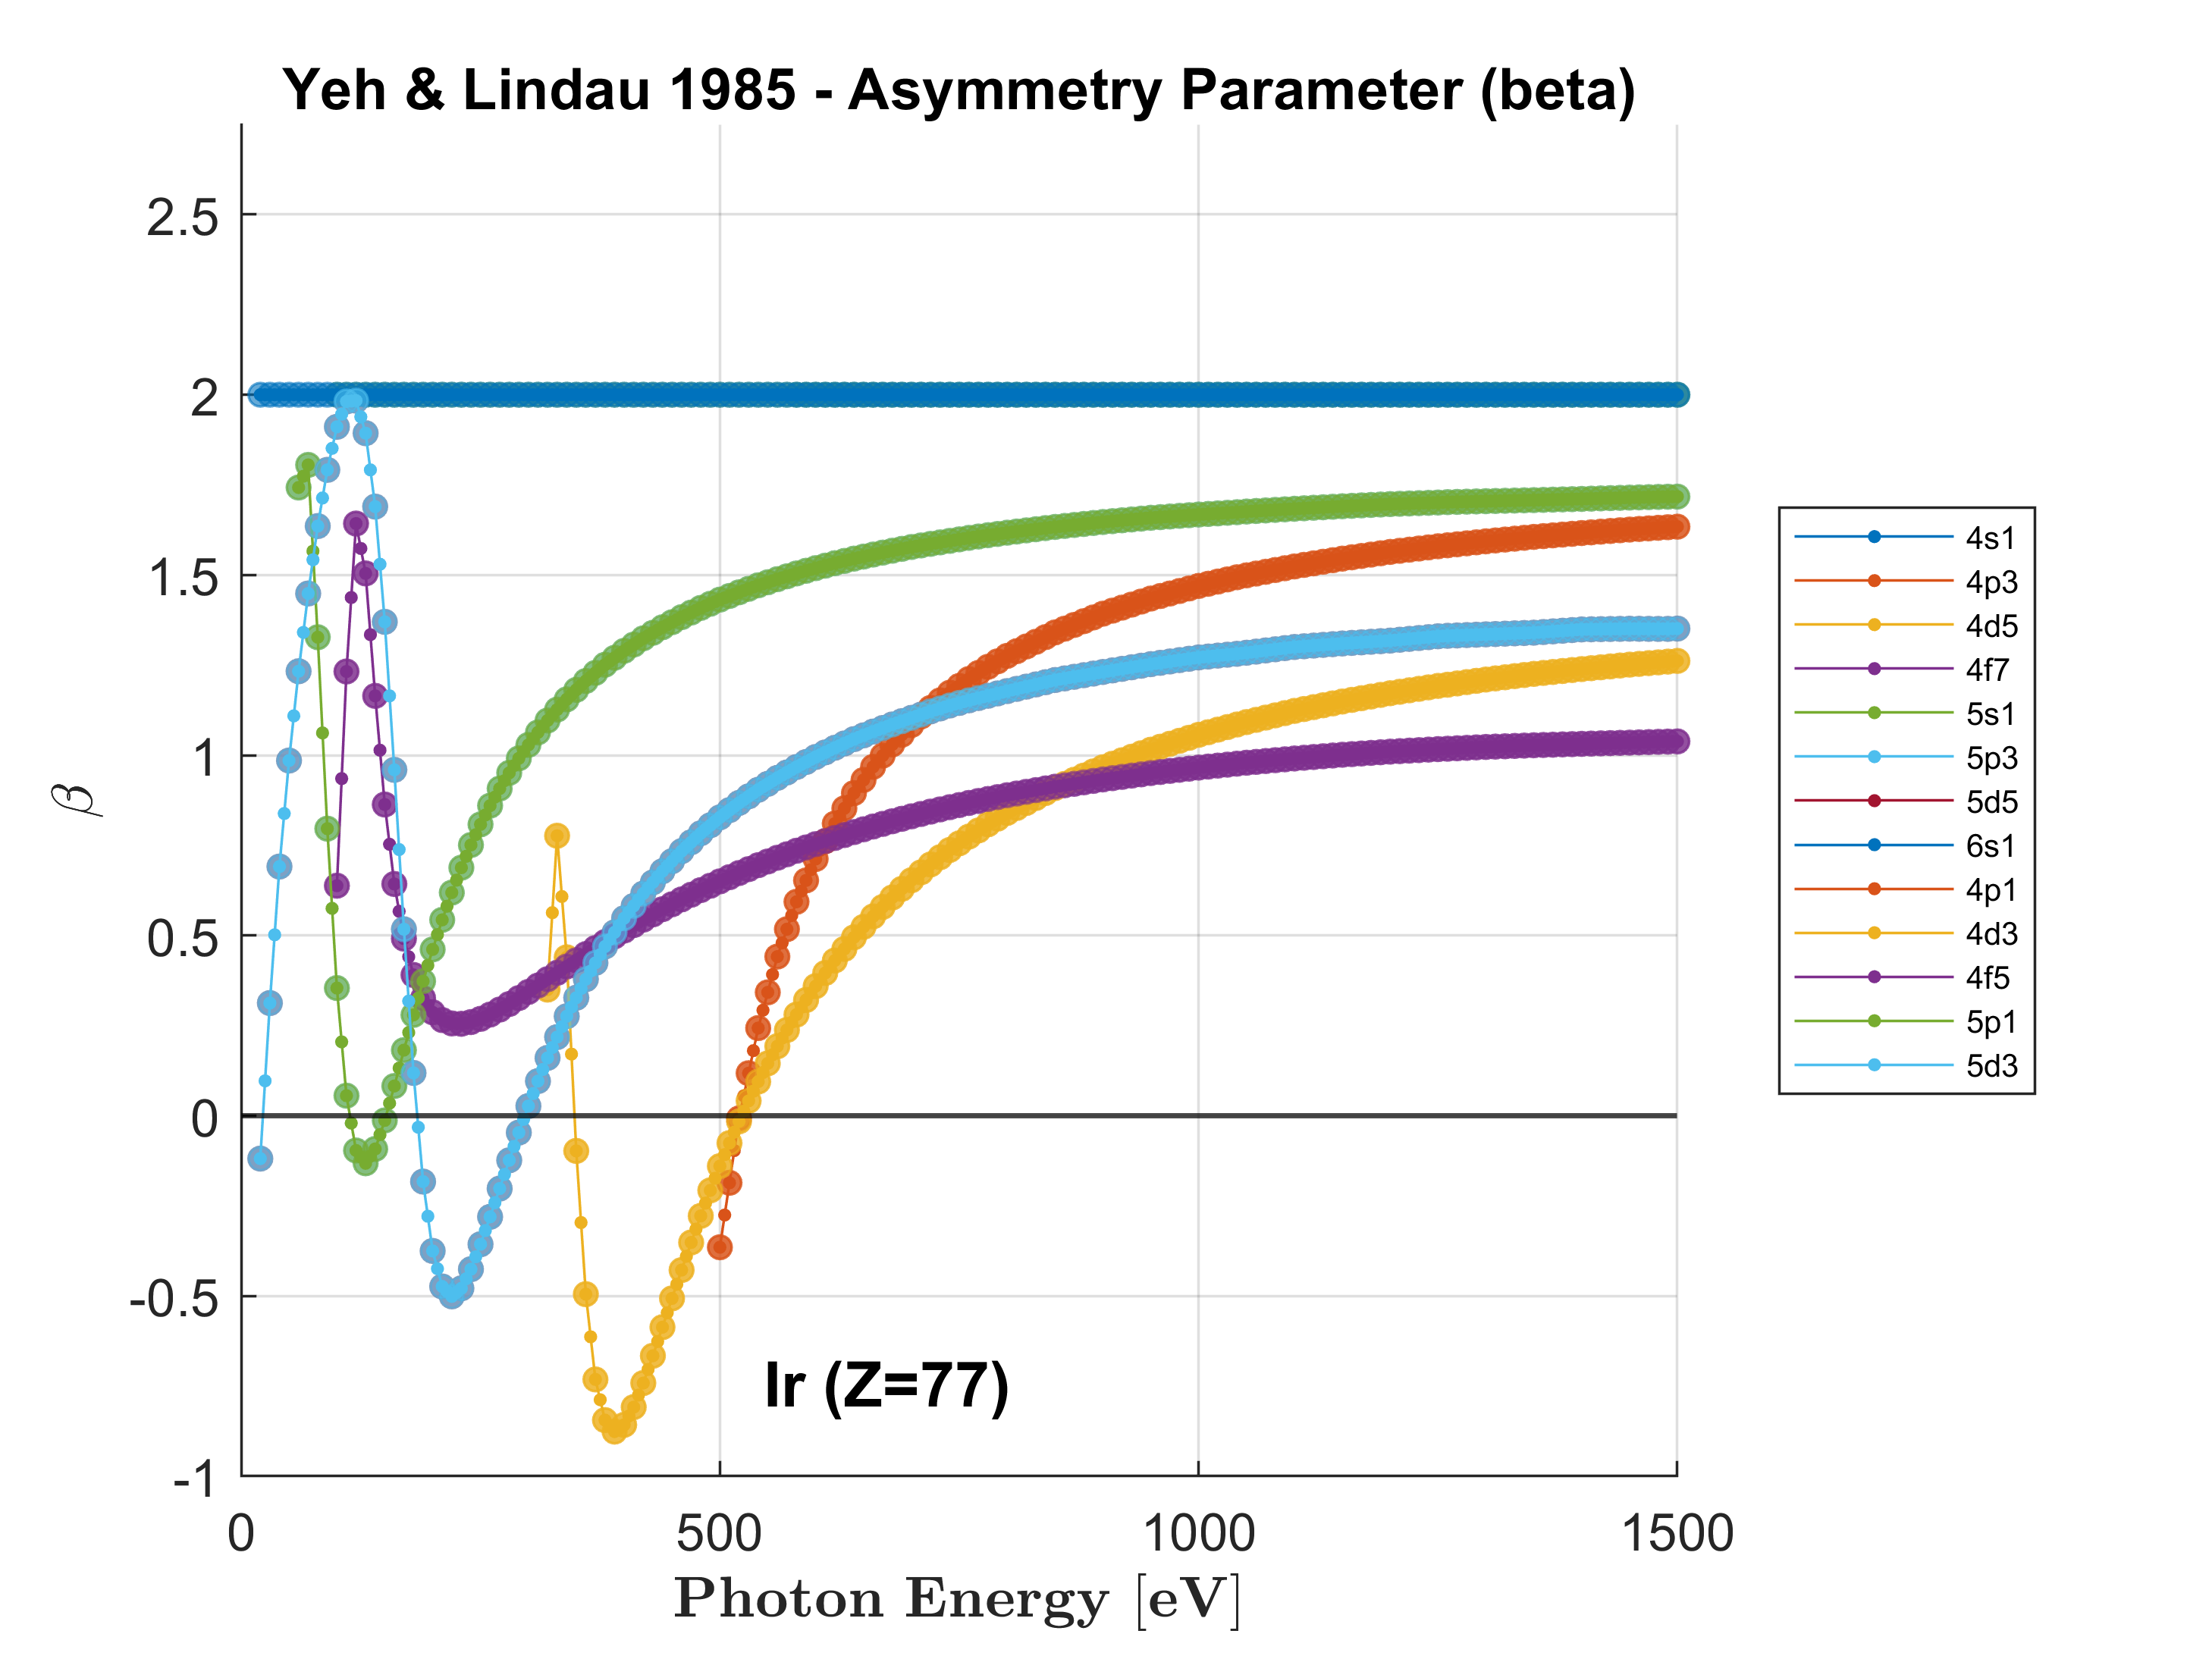 Yeh & Lindau 1985 - Asymmetry Parameter (beta)
2.5
2
1.5
1
0.5
0
-0.5
-1
β
0 500 1000 1500
Photon Energy [eV]
Ir (Z=77)
4s1
4p3
4d5
4f7
5s1
5p3
5d5
6s1
4p1
4d3
4f5
5p1
5d3